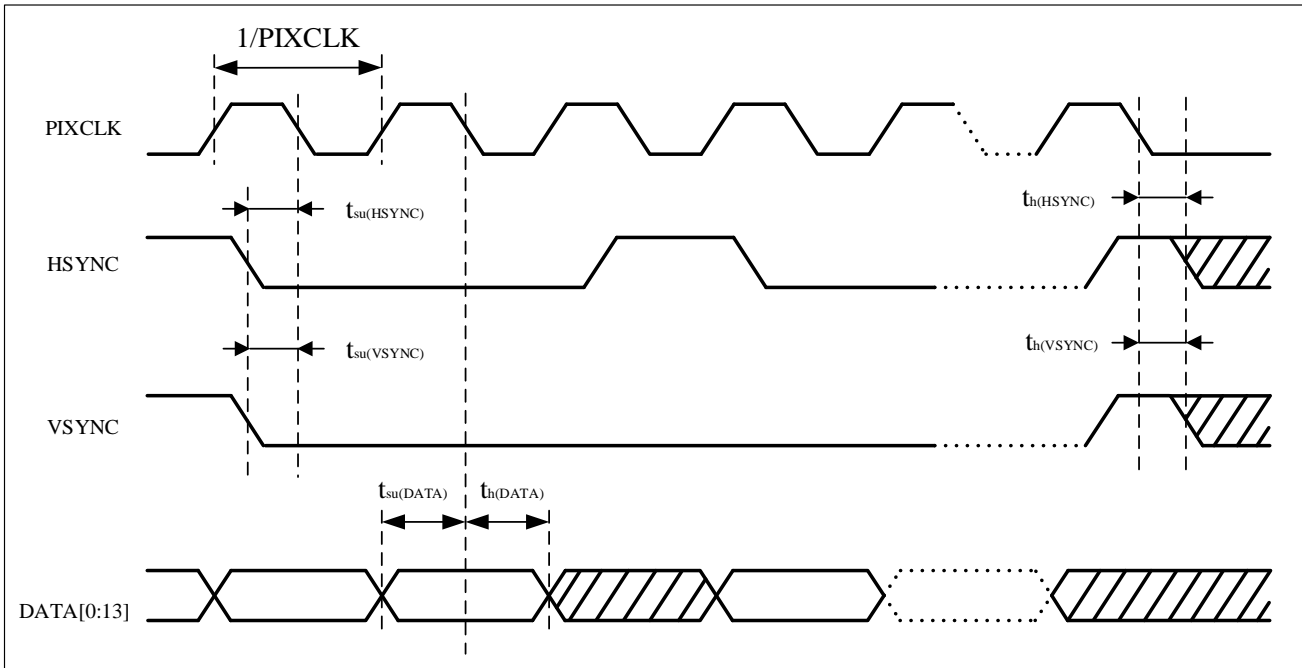 1/PIXCLK
PIXCLK
tsu(HSYNC)
th(HSYNC)
HSYNC
tsu(VSYNC)
th(VSYNC)
VSYNC
tsu(DATA) th(DATA)
DATA[0:13]